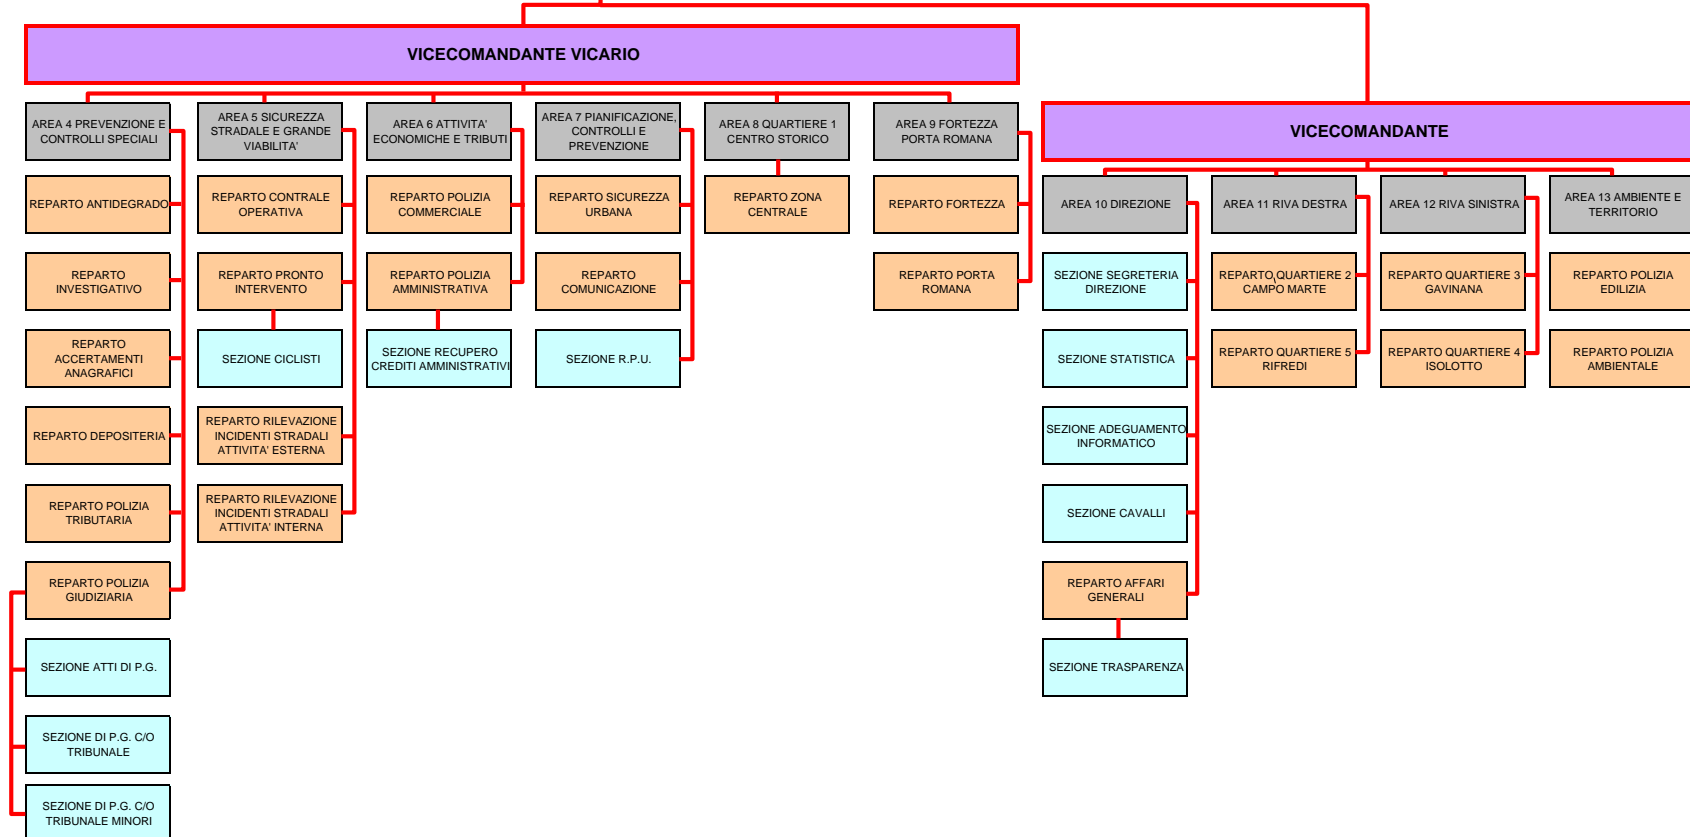 VICECOMANDANTE VICARIO
AREA 4 PREVENZIONE E
CONTROLLI SPECIALI
REPARTO ANTIDEGRADO
REPARTO
INVESTIGATIVO
REPARTO
ACCERTAMENTI
ANAGRAFICI
REPARTO DEPOSITERIA
REPARTO POLIZIA
TRIBUTARIA
REPARTO POLIZIA
GIUDIZIARIA
SEZIONE ATTI DI P.G.
SEZIONE DI P.G. C/O
TRIBUNALE
SEZIONE DI P.G. C/O
TRIBUNALE MINORI
AREA 5 SICUREZZA
STRADALE E GRANDE
VIABILITA'
REPARTO CONTRALE
OPERATIVA
REPARTO PRONTO
INTERVENTO
SEZIONE CICLISTI
REPARTO RILEVAZIONE
INCIDENTI STRADALI
ATTIVITA' ESTERNA
REPARTO RILEVAZIONE
INCIDENTI STRADALI
ATTIVITA' INTERNA
AREA 6 ATTIVITA'
ECONOMICHE E TRIBUTI
REPARTO POLIZIA
COMMERCIALE
REPARTO POLIZIA
AMMINISTRATIVA
SEZIONE RECUPERO
CREDITI AMMINISTRATIVI
AREA 7 PIANIFICAZIONE,
CONTROLLI E
PREVENZIONE
REPARTO SICUREZZA
URBANA
REPARTO
COMUNICAZIONE
SEZIONE R.P.U.
AREA 8 QUARTIERE 1
CENTRO STORICO
REPARTO ZONA
CENTRALE
AREA 9 FORTEZZA
PORTA ROMANA
REPARTO FORTEZZA
REPARTO PORTA
ROMANA
VICECOMANDANTE
AREA 10 DIREZIONE
SEZIONE SEGRETERIA
DIREZIONE
SEZIONE STATISTICA
SEZIONE ADEGUAMENTO
INFORMATICO
SEZIONE CAVALLI
REPARTO AFFARI
GENERALI
SEZIONE TRASPARENZA
AREA 11 RIVA DESTRA
REPARTO\QUARTIERE 2
CAMPO MARTE
REPARTO QUARTIERE 5
RIFREDI
AREA 12 RIVA SINISTRA
REPARTO QUARTIERE 3
GAVINANA
REPARTO QUARTIERE 4
ISOLOTTO
AREA 13 AMBIENTE E
TERRITORIO
REPARTO POLIZIA
EDILIZIA
REPARTO POLIZIA
AMBIENTALE